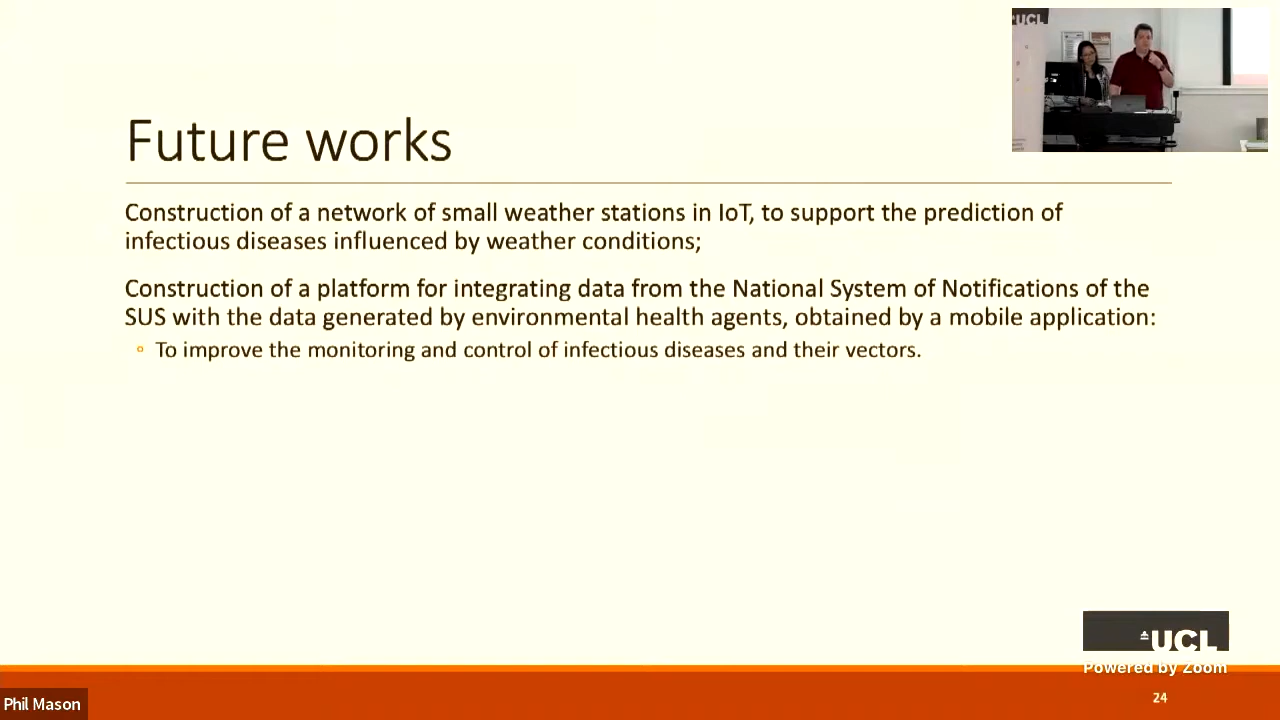 UCL
Future works
Construction of a network of small weather stations in IoT, to support the prediction of
infectious diseases influenced by weather conditions;
Construction of a platform for integrating data from the National System of Notifications of the
SUS with the data generated by environmental health agents, obtained by a mobile application:
To improve the monitoring and control of infectious diseases and their vectors.
UCL
Powered by Zoom
24
Phil Mason